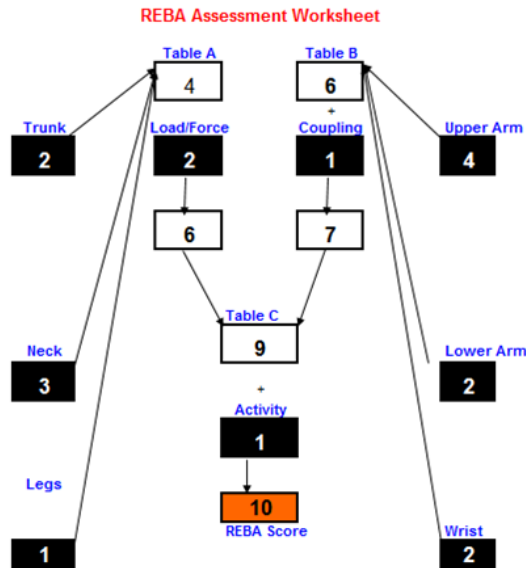 REBA Assessment Worksheet
Table A
Table B
4
6
+
Trunk
Load/Force
Coupling
Upper Arm
2
2
1
4
6
7
Table C
9
Neck
Lower Arm
3
2
+
Activity
1
Legs
10
REBA Score
Wrist
1
2